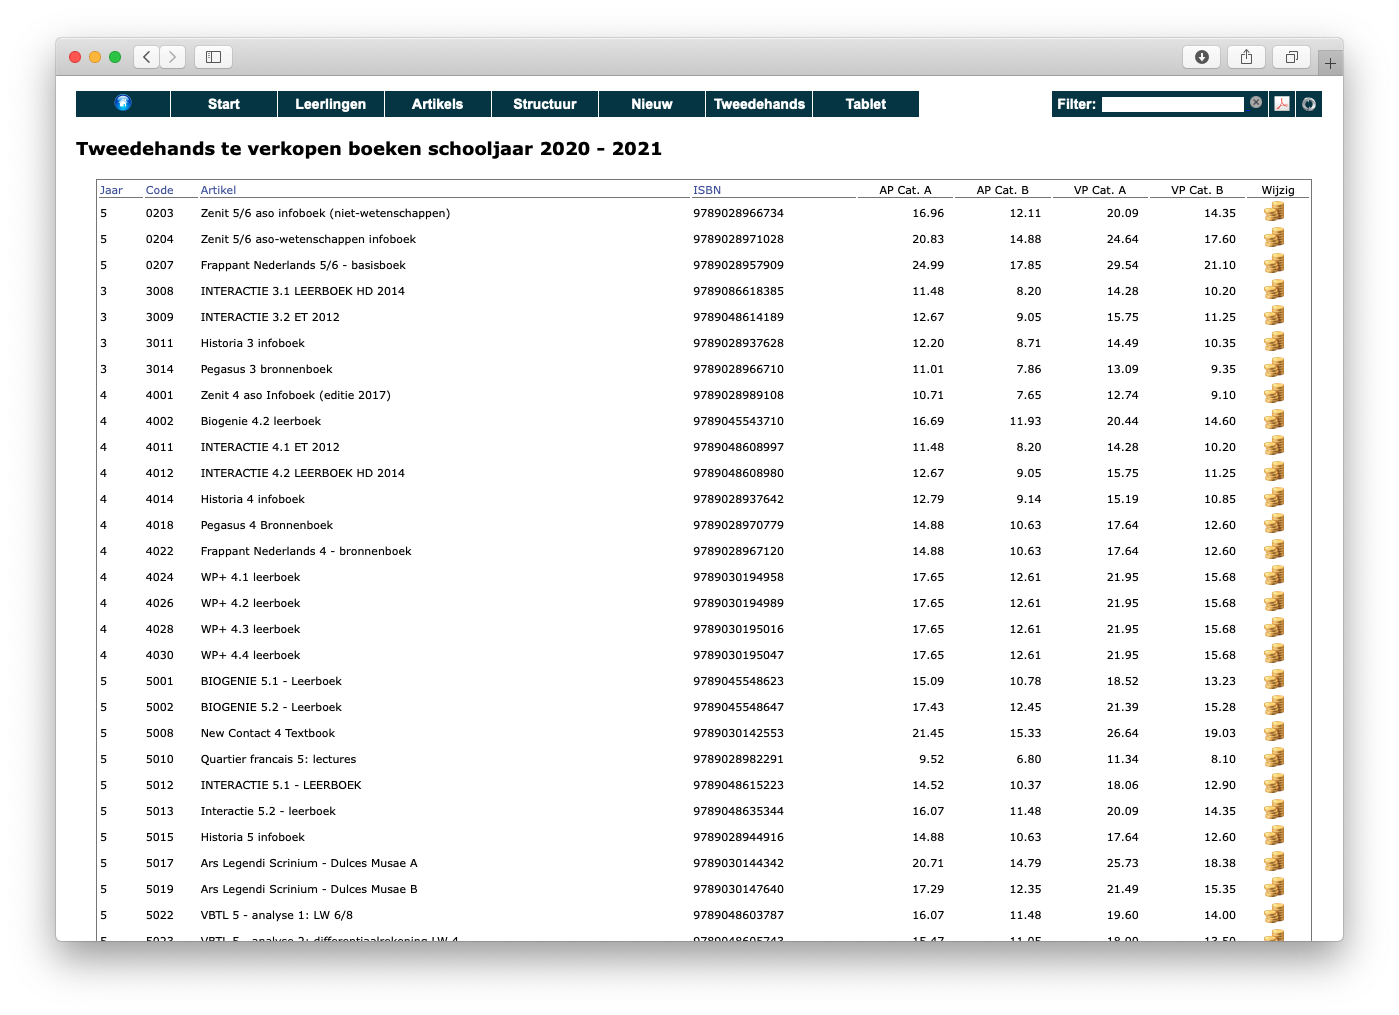 Start Leerlingen Artikels Structuur Nieuw Tweedehands Tablet Filter:
Tweedehands te verkopen boeken schooljaar 2020 - 2021
Jaar Code Artikel ISBN AP Cat. A AP Cat. B VP Cat. A VP Cat. B Wijzig
5 0203 Zenit 5/6 aso infoboek (niet-wetenschappen) 9789028966734 16.96 12.11 20.09 14.35
5 0204 Zenit 5/6 aso-wetenschappen infoboek 9789028971028 20.83 14.88 24.64 17.60
5 0207 Frappant Nederlands 5/6 - basisboek 9789028957909 24.99 17.85 29.54 21.10
3 3008 INTERACTIE 3.1 LEERBOEK HD 2014 9789086618385 11.48 8.20 14.28 10.20
3 3009 INTERACTIE 3.2 ET 2012 9789048614189 12.67 9.05 15.75 11.25
3 3011 Historia 3 infoboek 9789028937628 12.20 8.71 14.49 10.35
3 3014 Pegasus 3 bronnenboek 9789028966710 11.01 7.86 13.09 9.35
4 4001 Zenit 4 aso Infoboek (editie 2017) 9789028989108 10.71 7.65 12.74 9.10
4 4002 Biogenie 4.2 leerboek 9789045543710 16.69 11.93 20.44 14.60
4 4011 INTERACTIE 4.1 ET 2012 9789048608997 11.48 8.20 14.28 10.20
4 4012 INTERACTIE 4.2 LEERBOEK HD 2014 9789048608980 12.67 9.05 15.75 11.25
4 4014 Historia 4 infoboek 9789028937642 12.79 9.14 15.19 10.85
4 4018 Pegasus 4 Bronnenboek 9789028970779 14.88 10.63 17.64 12.60
4 4022 Frappant Nederlands 4 - bronnenboek 9789028967120 14.88 10.63 17.64 12.60
4 4024 WP+ 4.1 leerboek 9789030194958 17.65 12.61 21.95 15.68
4 4026 WP+ 4.2 leerboek 9789030194989 17.65 12.61 21.95 15.68
4 4028 WP+ 4.3 leerboek 9789030195016 17.65 12.61 21.95 15.68
4 4030 WP+ 4.4 leerboek 9789030195047 17.65 12.61 21.95 15.68
5 5001 BIOGENIE 5.1 - Leerboek 9789045548623 15.09 10.78 18.52 13.23
5 5002 BIOGENIE 5.2 - Leerboek 9789045548647 17.43 12.45 21.39 15.28
5 5008 New Contact 4 Textbook 9789030142553 21.45 15.33 26.64 19.03
5 5010 Quartier francais 5: lectures 9789028982291 9.52 6.80 11.34 8.10
5 5012 INTERACTIE 5.1 - LEERBOEK 9789048615223 14.52 10.37 18.06 12.90
5 5013 Interactie 5.2 - leerboek 9789048635344 16.07 11.48 20.09 14.35
5 5015 Historia 5 infoboek 9789028944916 14.88 10.63 17.64 12.60
5 5017 Ars Legendi Scrinium - Dulces Musae A 9789030144342 20.71 14.79 25.73 18.38
5 5019 Ars Legendi Scrinium - Dulces Musae B 9789030147640 17.29 12.35 21.49 15.35
5 5022 VBTL 5 - analyse 1: LW 6/8 9789048603787 16.07 11.48 19.60 14.00